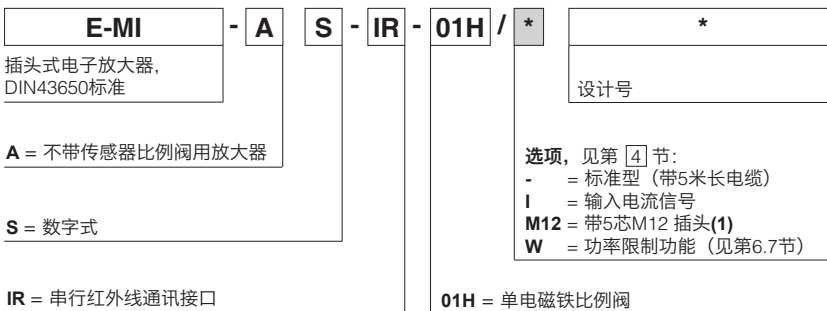 E-MI - A S - IR - 01H / * *
插头式电子放大器,
DIN43650标准
设计号
A = 不带传感器比例阀用放大器
S = 数字式
IR = 串行红外线通讯接口
选项，见第 4 节:
- = 标准型（带5米长电缆）
I = 输入电流信号
M12 = 带5芯M12 插头(1)
W = 功率限制功能（见第6.7节）
01H = 单电磁铁比例阀